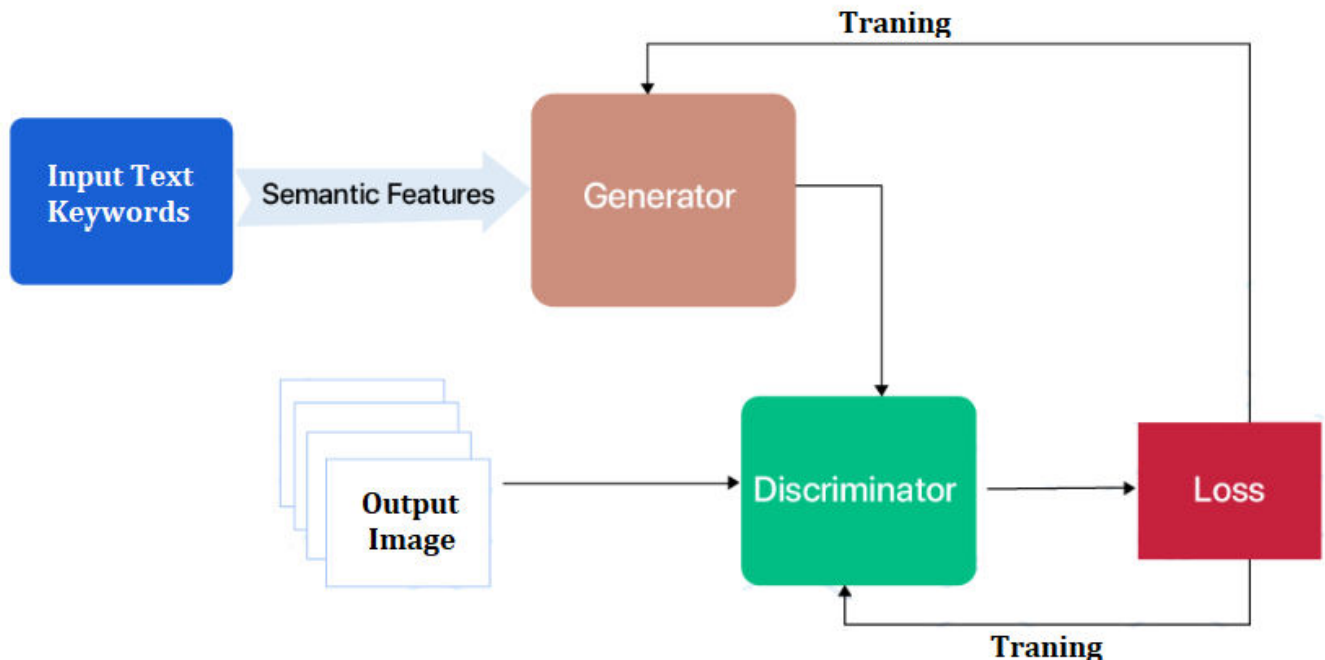 Traning
Input Text
Keywords
Semantic Features
Generator
Output
Image
Discriminator
Loss
Traning